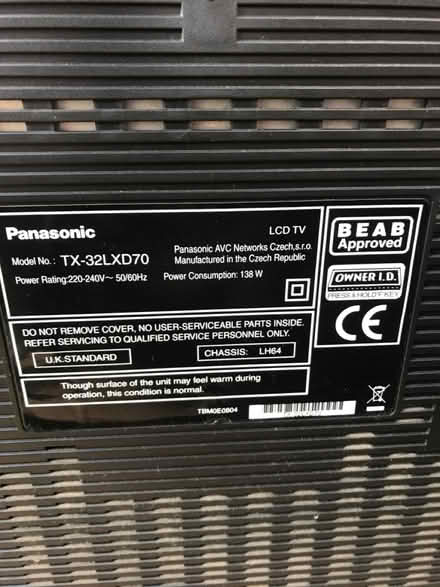 Panasonic
LCD TV
Model No.: TX-32LXD70
Panasonic AVC Networks Czech,s.r.o.
Manufactured in the Czech Republic
Power Rating:220-240V~ 50/60Hz
Power Consumption: 138 W
DO NOT REMOVE COVER, NO USER-SERVICEABLE PARTS INSIDE.
REFER SERVICING TO QUALIFIED SERVICE PERSONNEL ONLY.
U.K.STANDARD
CHASSIS: LH64
Though surface of the unit may feel warm during
operation, this condition is normal.
TBM0E0804
BEAB
Approved
OWNER I.D.
PRESS & HOLD 'F' KEY
CE